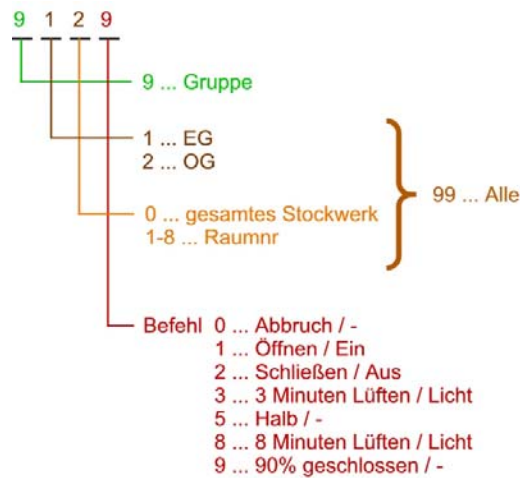 9 1 2 9
9 ... Gruppe
1 ... EG
2 ... OG
99 ... Alle
0 ... gesamtes Stockwerk
1-8 ... Raumnr
Befehl 0 ... Abbruch / -
1 ... Öffnen / Ein
2 ... Schließen / Aus
3 ... 3 Minuten Lüften / Licht
5 ... Halb / -
8 ... 8 Minuten Lüften / Licht
9 ... 90% geschlossen / -